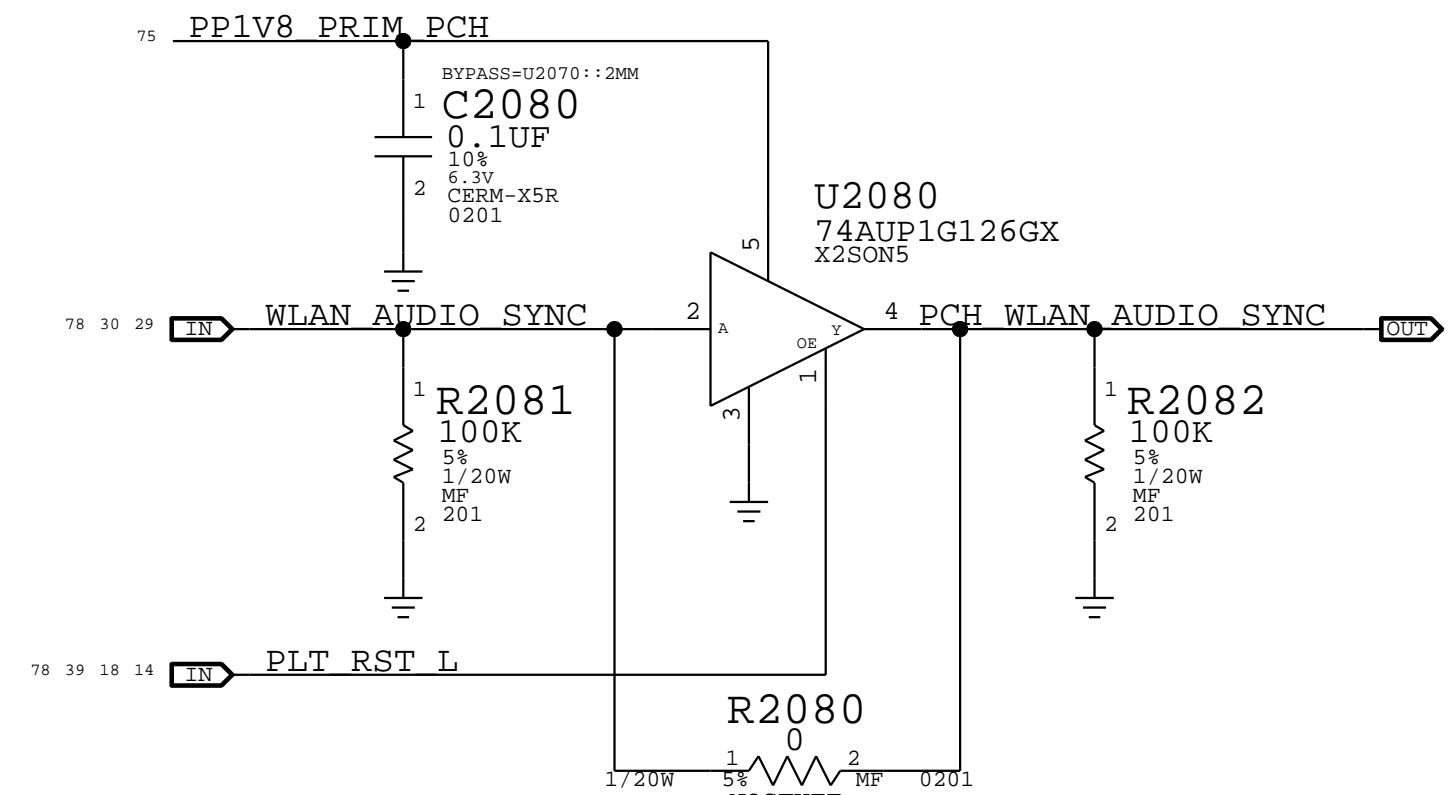 75 PP1V8_PRIM_PCH
BYPASS=U2070::2MM
1 C2080
0.1UF
10%
6.3V
2 CERM-X5R
0201
U2080
74AUP1G126GX
X2SON5
5
78 30 29 IN WLAN_AUDIO_SYNC 2 A Y 4 PCH_WLAN_AUDIO_SYNC OUT
OE
1
3
1 R2081
100K
5%
1/20W
MF
2 201
1 R2082
100K
5%
1/20W
MF
2 201
78 39 18 14 IN PLT_RST_L
R2080
0
1 2
1/20W 5% MF 0201